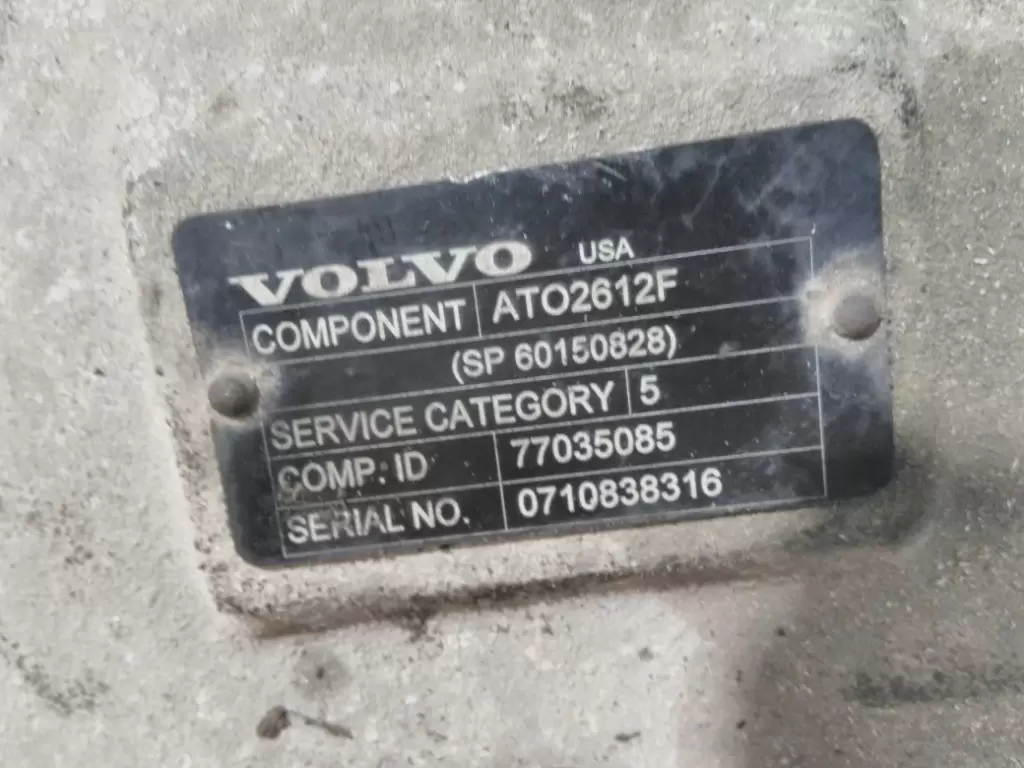 VOLVO USA
COMPONENT ATO2612F
(SP 60150828)
SERVICE CATEGORY 5
COMP: ID 77035085
SERIAL NO. 0710838316